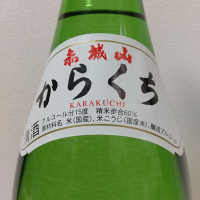 赤城山
からくち
KARAKUCHI
清酒
アルコール分15度 精米歩合60%
原材料名 米(国産)、米こうじ(国産米)、醸造アルコール